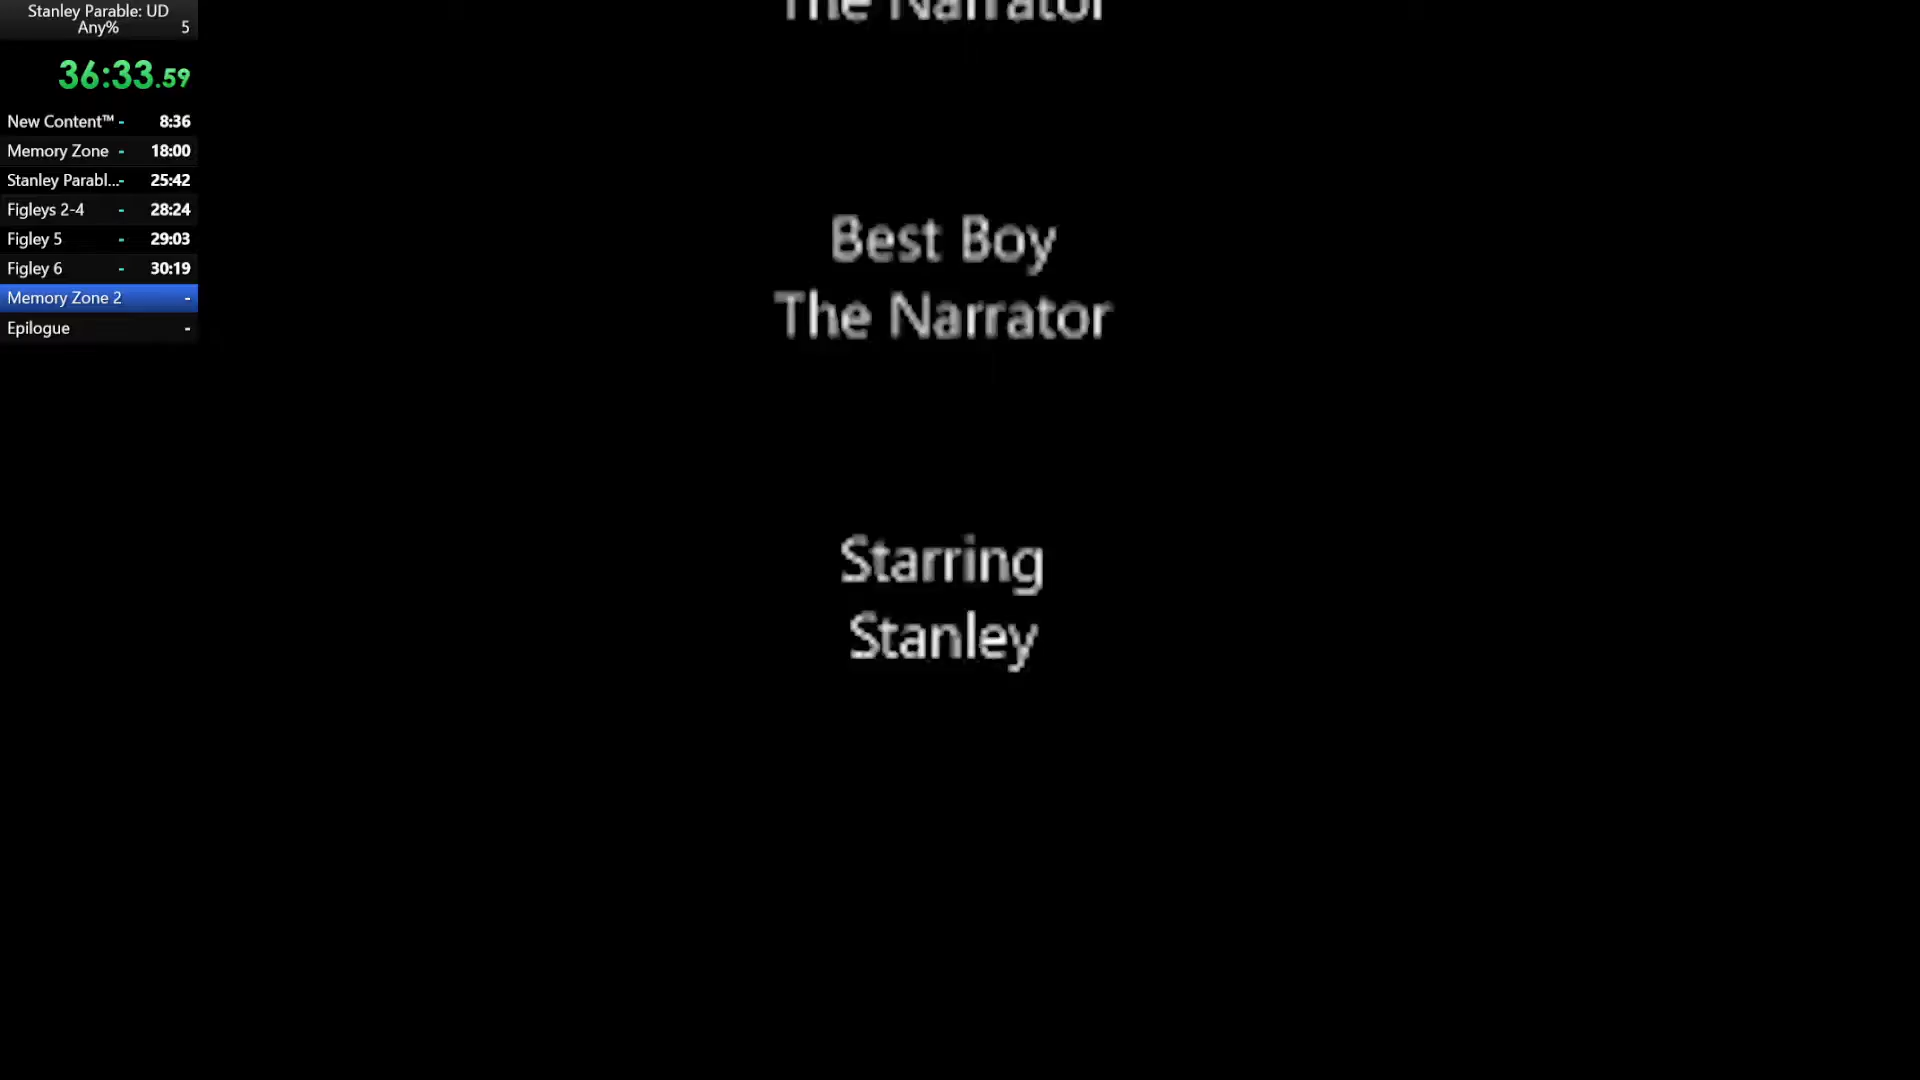 Stanley Parable: UD
Any% 5
36:33.59
New Content™ - 8:36
Memory Zone - 18:00
Stanley Parabl...- 25:42
Figleys 2-4 - 28:24
Figley 5 - 29:03
Figley 6 - 30:19
Memory Zone 2 -
Epilogue -
The Narrator
Best Boy
The Narrator
Starring
Stanley